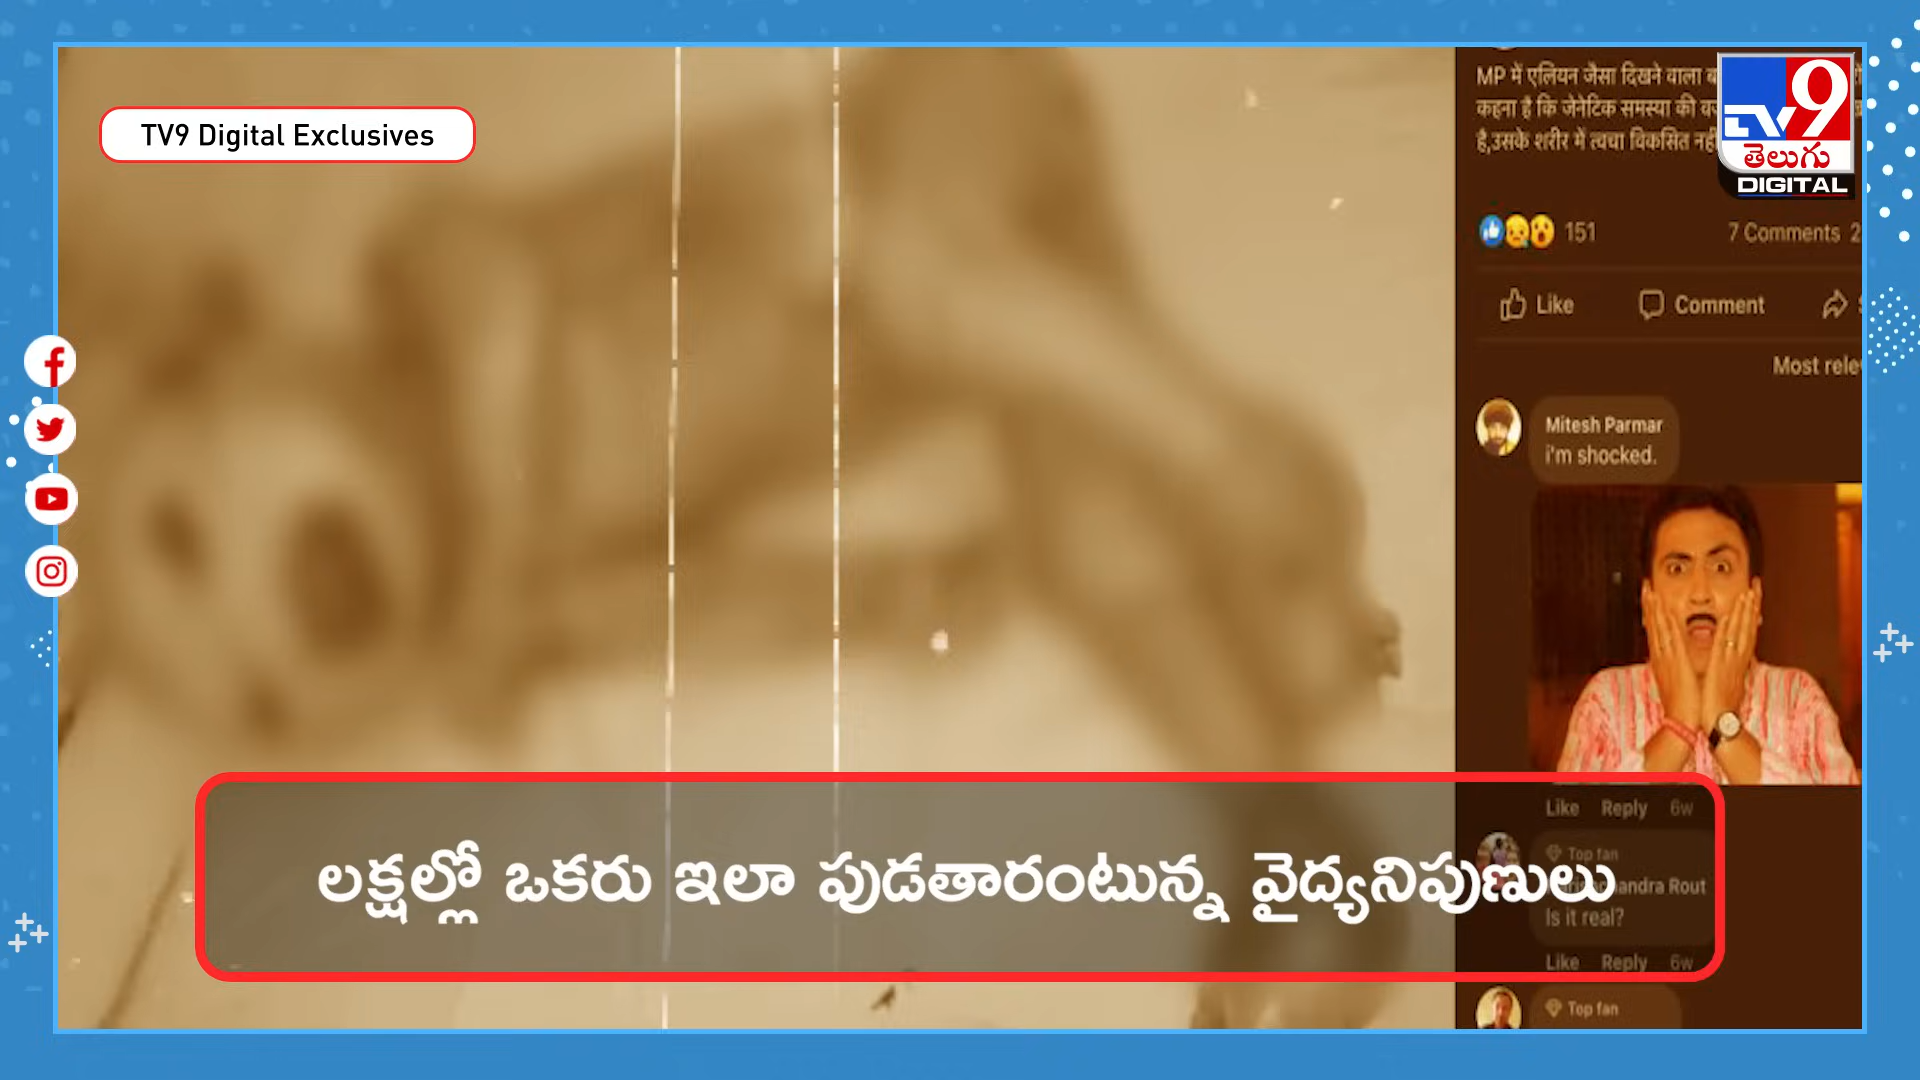 TV9 Digital Exclusives
MP में एलियन जैसा दिखने वाला
कहना है कि जेनेटिक समस्या की
है,उसके शरीर में त्वचा विकसित
TV9
తెలుగు
DIGITAL
151
7 Comments
Like
Comment
Mitesh Parmar
i'm shocked.
Like Reply 6w
Top fan
Rout
Is it real?
Like Reply 6w
Top fan
లక్షల్లో ఒకరు ఇలా పుడతారంటున్న వైద్యనిపుణులు